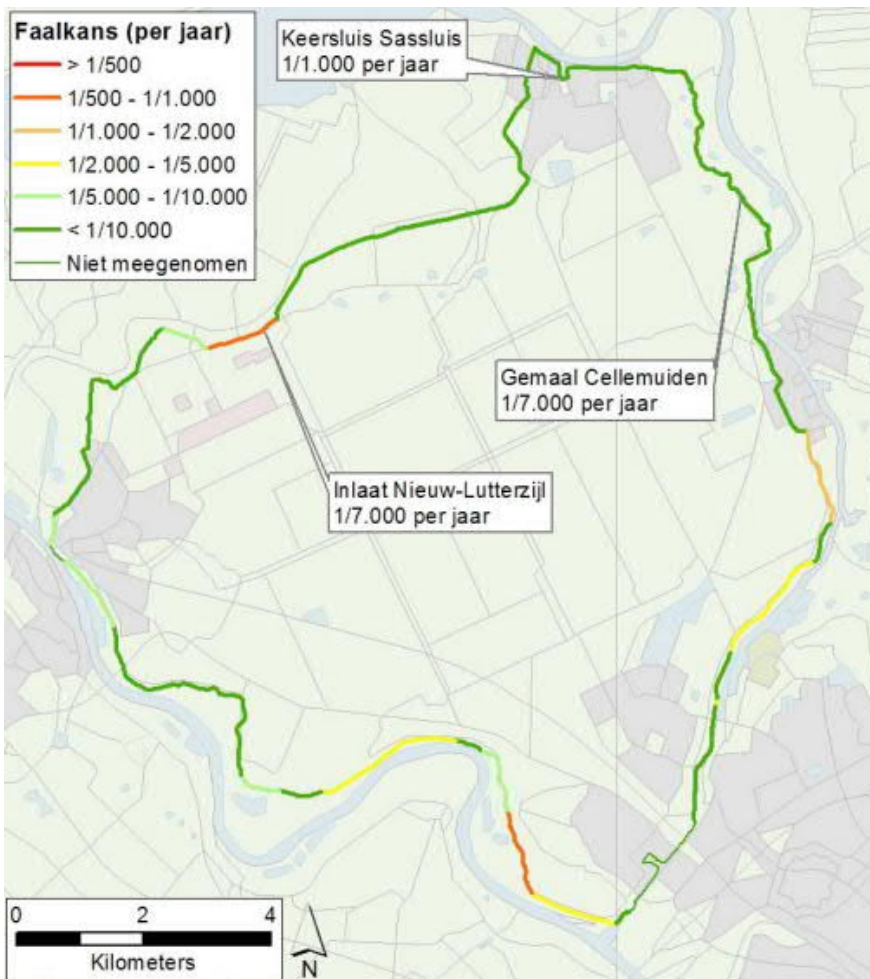 Faalkans (per jaar)
> 1/500
1/500 - 1/1.000
1/1.000 - 1/2.000
1/2.000 - 1/5.000
1/5.000 - 1/10.000
< 1/10.000
Niet meegenomen
Keersluis Sassluis
1/1.000 per jaar
Gemaal Cellemuiden
1/7.000 per jaar
Inlaat Nieuw-Lutterzijl
1/7.000 per jaar
0 2 4
Kilometers
N